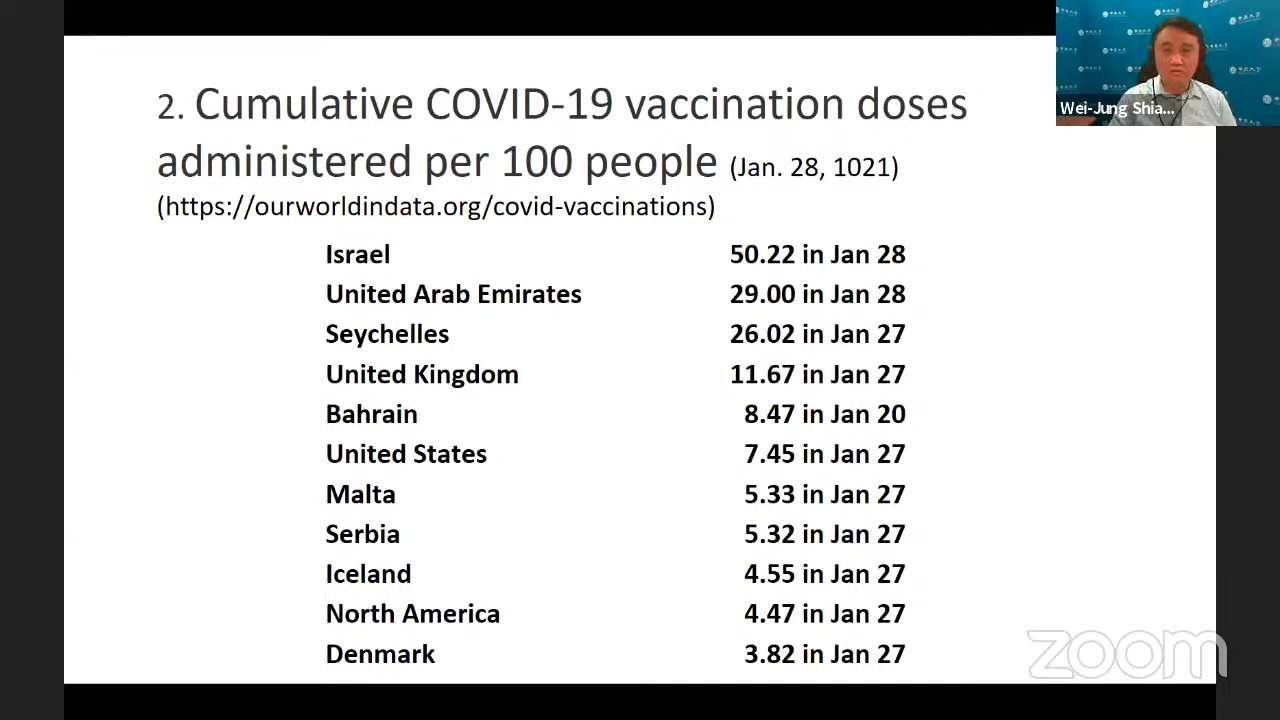 2. Cumulative COVID-19 vaccination doses
administered per 100 people (Jan. 28, 1021)
(https://ourworldindata.org/covid-vaccinations)
Israel 50.22 in Jan 28
United Arab Emirates 29.00 in Jan 28
Seychelles 26.02 in Jan 27
United Kingdom 11.67 in Jan 27
Bahrain 8.47 in Jan 20
United States 7.45 in Jan 27
Malta 5.33 in Jan 27
Serbia 5.32 in Jan 27
Iceland 4.55 in Jan 27
North America 4.47 in Jan 27
Denmark 3.82 in Jan 27
Wei-Jung Shia...
zoom